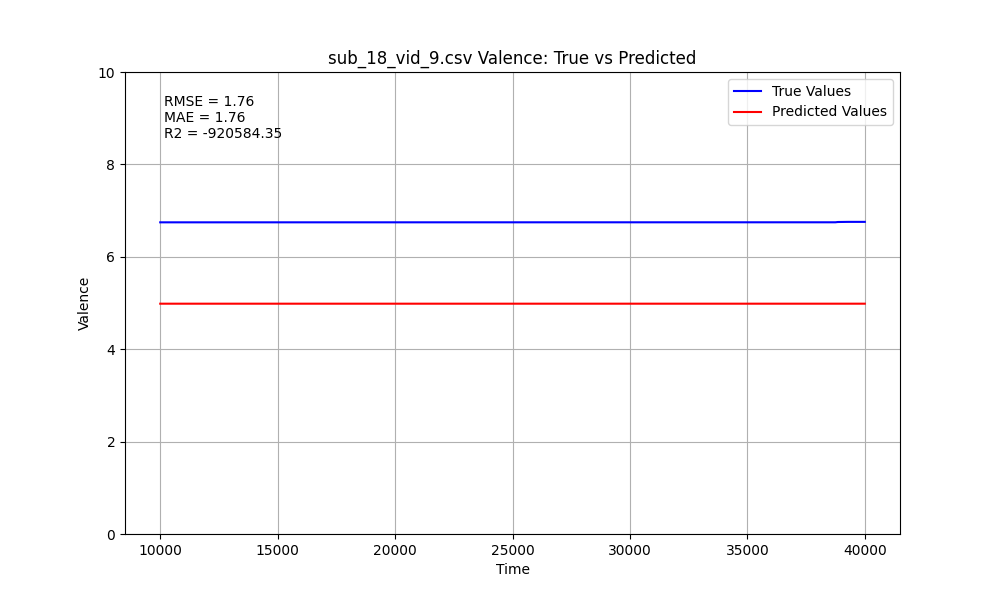 sub_18_vid_9.csv Valence: True vs Predicted
RMSE = 1.76
MAE = 1.76
R2 = -920584.35
True Values
Predicted Values
10
8
6
4
2
0
Valence
10000
15000
20000
25000
30000
35000
40000
Time